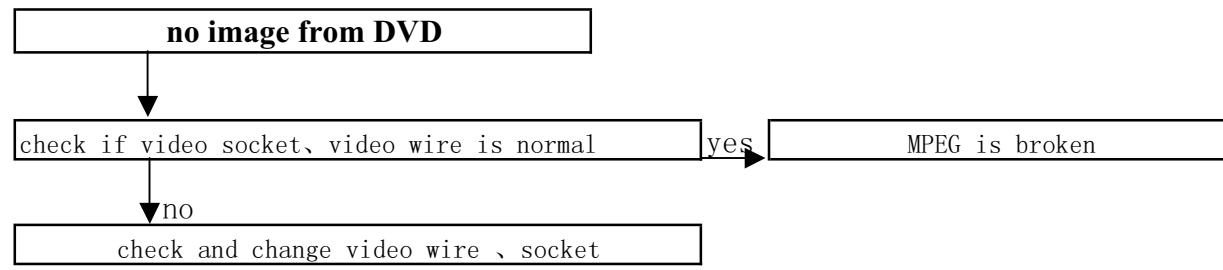 no image from DVD
check if video socket、video wire is normal
yes
MPEG is broken
no
check and change video wire 、socket